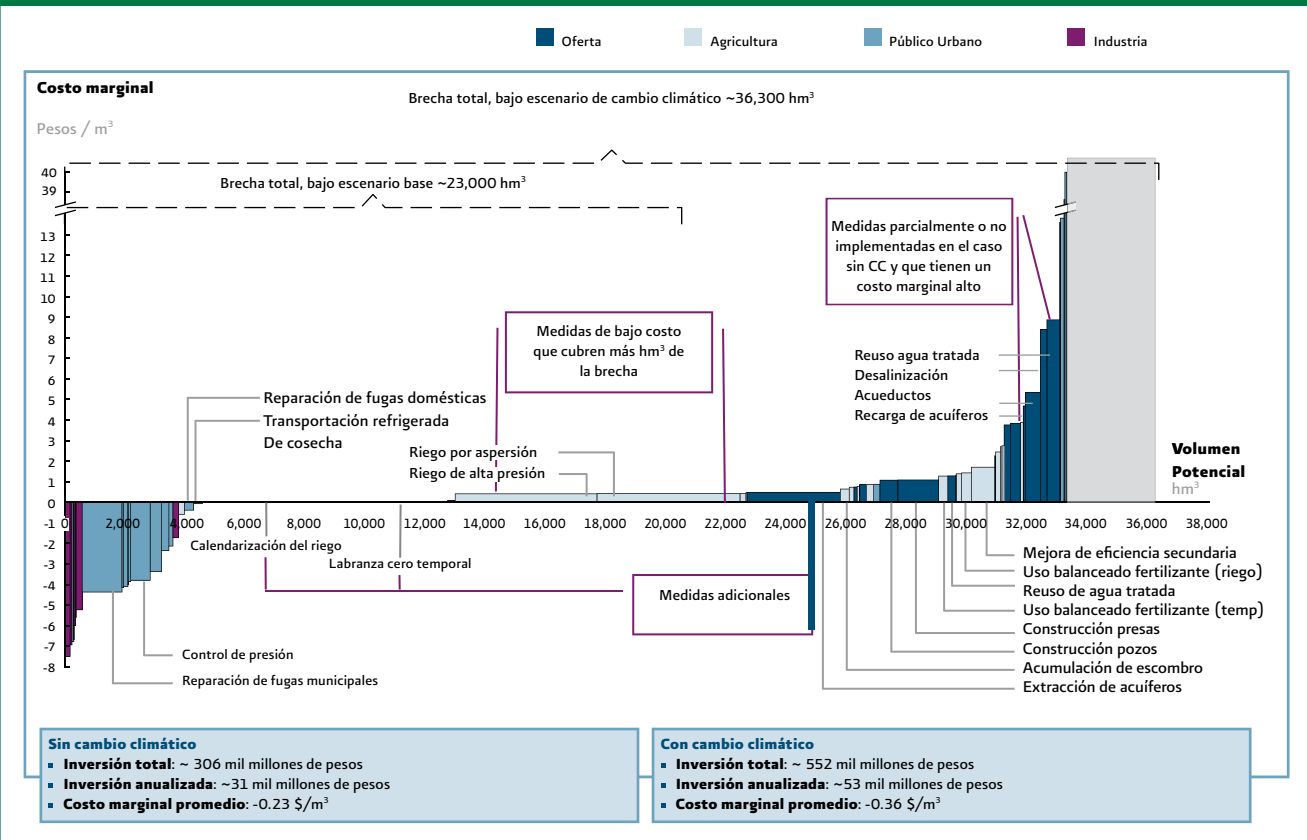 Oferta
Agricultura
Público Urbano
Industria
Costo marginal
Pesos / m³
Brecha total, bajo escenario de cambio climático ~36,300 hm³
Brecha total, bajo escenario base ~23,000 hm³
40
39
13
12
11
10
9
8
7
6
5
4
3
2
1
0
-1
-2
-3
-4
-5
-6
-7
-8
Medidas parcialmente o no
implementadas en el caso
sin CC y que tienen un
costo marginal alto
Medidas de bajo costo
que cubren más hm³ de
la brecha
Reuso agua tratada
Desalinización
Acueductos
Recarga de acuíferos
Reparación de fugas domésticas
Transportación refrigerada
De cosecha
Riego por aspersión
Riego de alta presión
Volumen
Potencial
hm³
0 2,000 4,000 6,000 8,000 10,000 12,000 14,000 16,000 18,000 20,000 22,000 24,000 26,000 28,000 30,000 32,000 34,000 36,000 38,000
Calendarización del riego
Labranza cero temporal
Medidas adicionales
Control de presión
Reparación de fugas municipales
Mejora de eficiencia secundaria
Uso balanceado fertilizante (riego)
Reuso de agua tratada
Uso balanceado fertilizante (temp)
Construcción presas
Construcción pozos
Acumulación de escombro
Extracción de acuíferos
Sin cambio climático
▪ Inversión total: ~ 306 mil millones de pesos
▪ Inversión anualizada: ~31 mil millones de pesos
▪ Costo marginal promedio: -0.23 $/m³
Con cambio climático
▪ Inversión total: ~ 552 mil millones de pesos
▪ Inversión anualizada: ~53 mil millones de pesos
▪ Costo marginal promedio: -0.36 $/m³